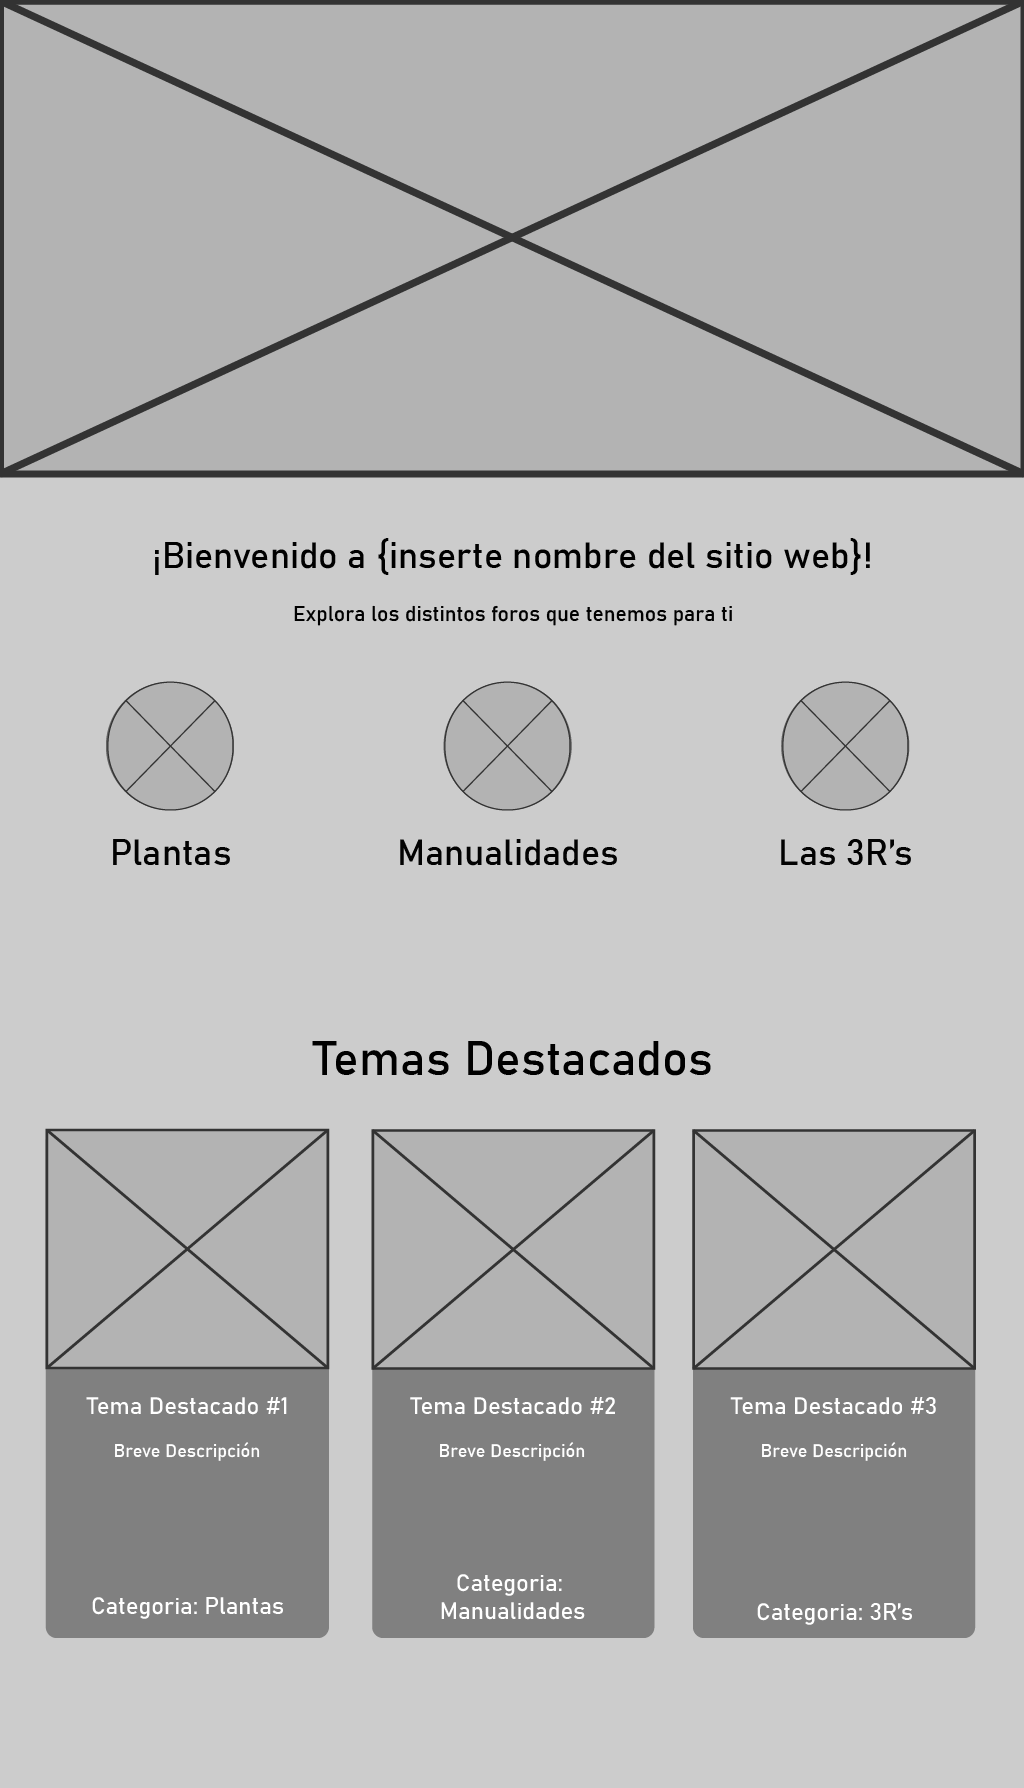 ¡Bienvenido a {inserte nombre del sitio web}!
Explora los distintos foros que tenemos para ti
Plantas
Manualidades
Las 3R’s
Temas Destacados
Tema Destacado #1
Breve Descripción
Categoria: Plantas
Tema Destacado #2
Breve Descripción
Categoria:
Manualidades
Tema Destacado #3
Breve Descripción
Categoria: 3R’s